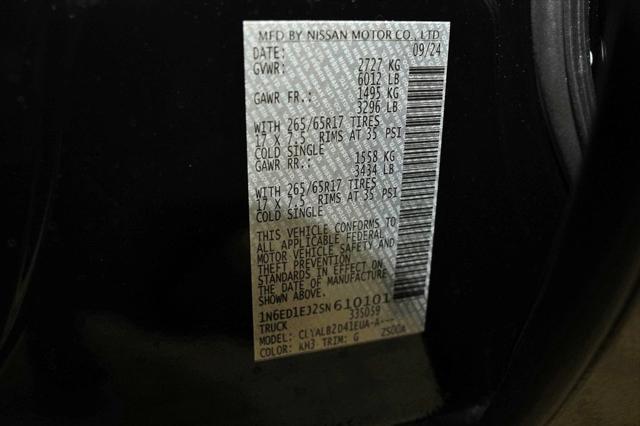 MFD BY NISSAN MOTOR CO., LTD
DATE: 09/24
GVWR: 2727 KG
6012 LB
GAWR FR.: 1495 KG
3296 LB
WITH 265/65R17 TIRES
17 X 7.5 RIMS AT 35 PSI
COLD SINGLE
GAWR RR.: 1558 KG
3434 LB
WITH 265/65R17 TIRES
17 X 7.5 RIMS AT 35 PSI
COLD SINGLE
THIS VEHICLE CONFORMS TO
ALL APPLICABLE FEDERAL
MOTOR VEHICLE SAFETY AND
THEFT PREVENTION
STANDARDS IN EFFECT ON
THE DATE OF MANUFACTURE
SHOWN ABOVE.
1N6ED1EJ2SN610101
TRUCK 335D59
MODEL: CLYALB2D41EUA-A---
COLOR: KH3 TRIM: G 2S00A